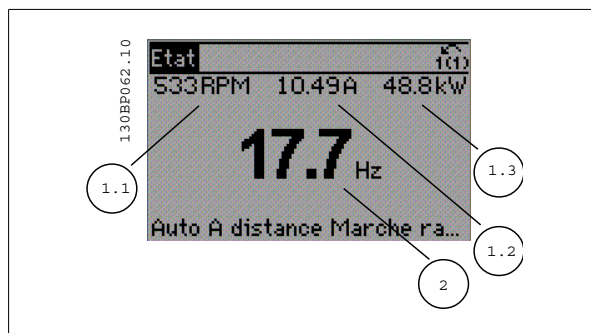 130BP062.10
Etat
1(1)
533RPM 10.49A 48.8kW
17.7 Hz
Auto A distance Marche ra...
1.1
1.3
1.2
2